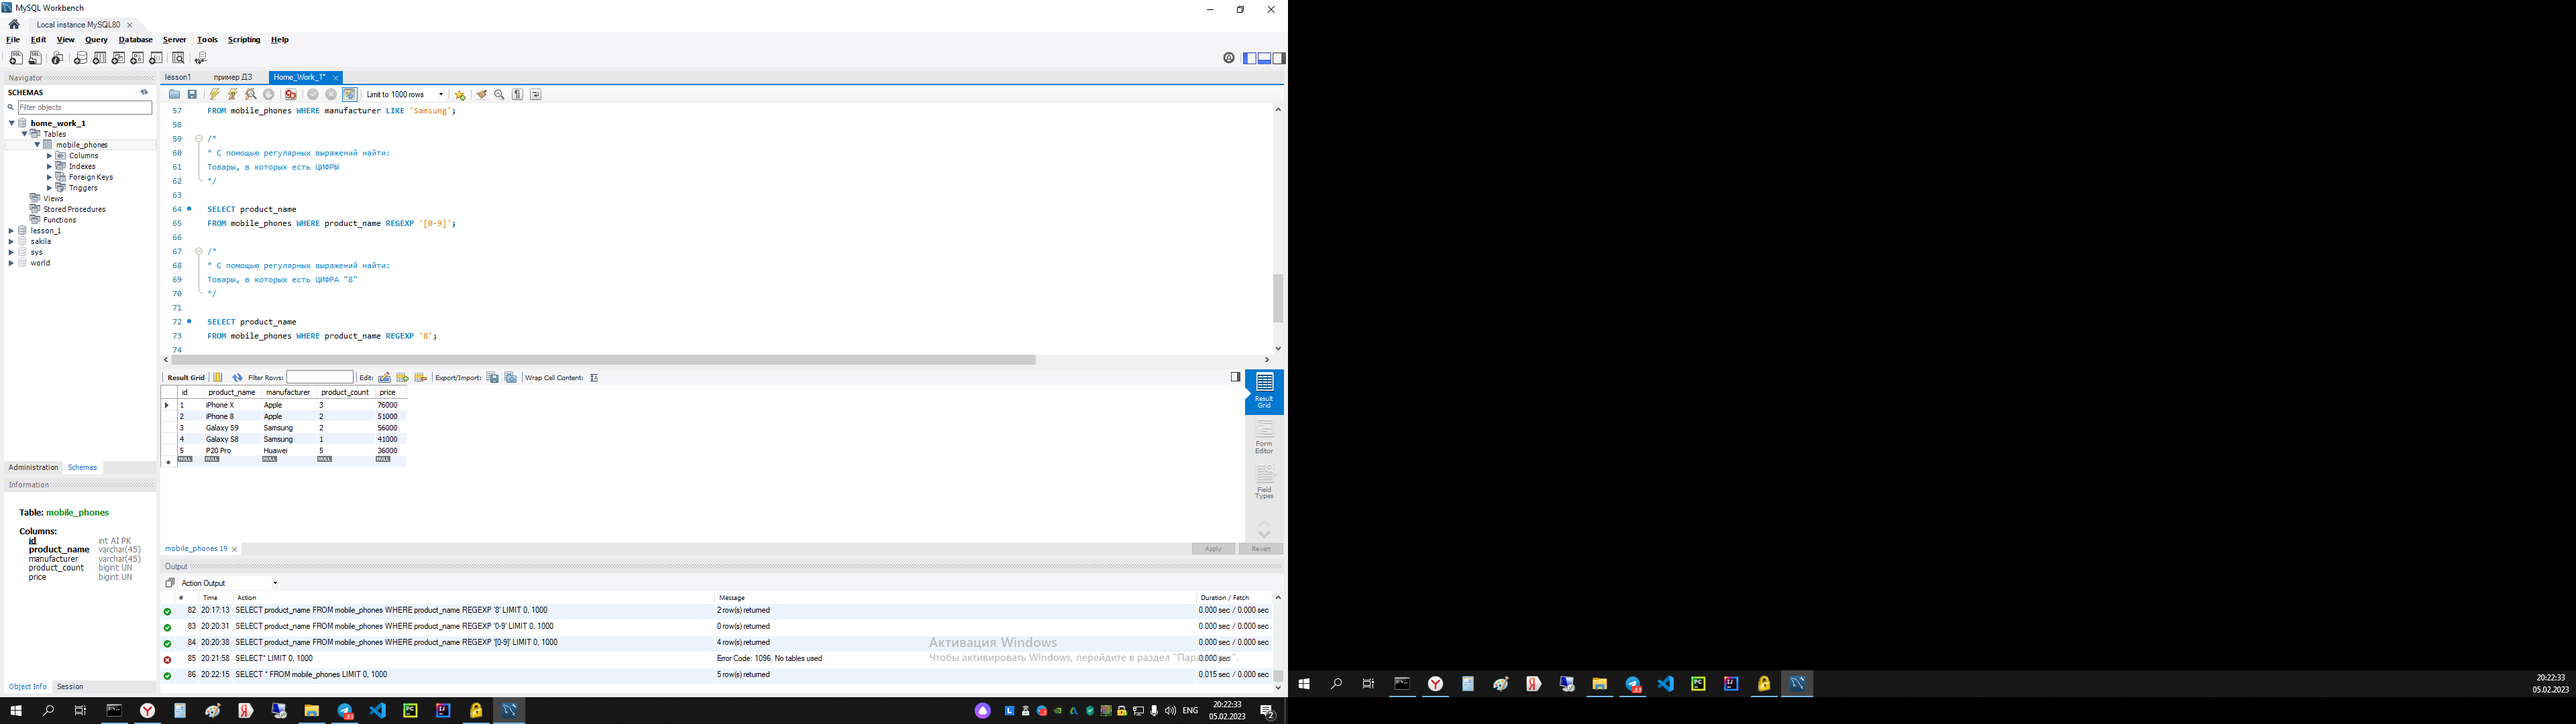 MySQL Workbench
Local instance MySQL80
File Edit View Query Database Server Tools Scripting Help
Navigator
SCHEMAS
Filter objects
home_work_1
Tables
mobile_phones
Columns
Indexes
Foreign Keys
Triggers
Views
Stored Procedures
Functions
lesson_1
sakila
sys
world
Administration Schemas
Information
Table: mobile_phones
Columns:
id int AI PK
product_name varchar(45)
manufacturer varchar(45)
product_count bigint UN
price bigint UN
Object Info Session
lesson1 пример ДЗ Home_Work_1*
Limit to 1000 rows
57 FROM mobile_phones WHERE manufacturer LIKE 'Samsung';
58
59 /*
60 * С помощью регулярных выражений найти:
61 Товары, в которых есть ЦИФРЫ
62 */
63
64 SELECT product_name
65 FROM mobile_phones WHERE product_name REGEXP '[0-9]';
66
67 /*
68 * С помощью регулярных выражений найти:
69 Товары, в которых есть ЦИФРА "8"
70 */
71
72 SELECT product_name
73 FROM mobile_phones WHERE product_name REGEXP '8';
74
Result Grid Filter Rows: Edit: Export/Import: Wrap Cell Content:
id product_name manufacturer product_count price
1 iPhone X Apple 3 76000
2 iPhone 8 Apple 2 51000
3 Galaxy S9 Samsung 2 56000
4 Galaxy S8 Samsung 1 41000
5 P20 Pro Huawei 5 36000
NULL NULL NULL NULL NULL
Result Grid
Form Editor
Field Types
mobile_phones 19
Apply Revert
Output
Action Output
# Time Action Message Duration / Fetch
82 20:17:13 SELECT product_name FROM mobile_phones WHERE product_name REGEXP '8' LIMIT 0, 1000 2 row(s) returned 0.000 sec / 0.000 sec
83 20:20:31 SELECT product_name FROM mobile_phones WHERE product_name REGEXP '0-9' LIMIT 0, 1000 0 row(s) returned 0.000 sec / 0.000 sec
84 20:20:38 SELECT product_name FROM mobile_phones WHERE product_name REGEXP '[0-9]' LIMIT 0, 1000 4 row(s) returned 0.000 sec / 0.000 sec
85 20:21:58 SELECT* LIMIT 0, 1000 Error Code: 1096. No tables used 0.000 sec
86 20:22:15 SELECT * FROM mobile_phones LIMIT 0, 1000 5 row(s) returned 0.015 sec / 0.000 sec
Активация Windows
Чтобы активировать Windows, перейдите в раздел
ENG
20:22:33
05.02.2023
2
20:22:33
05.02.2023